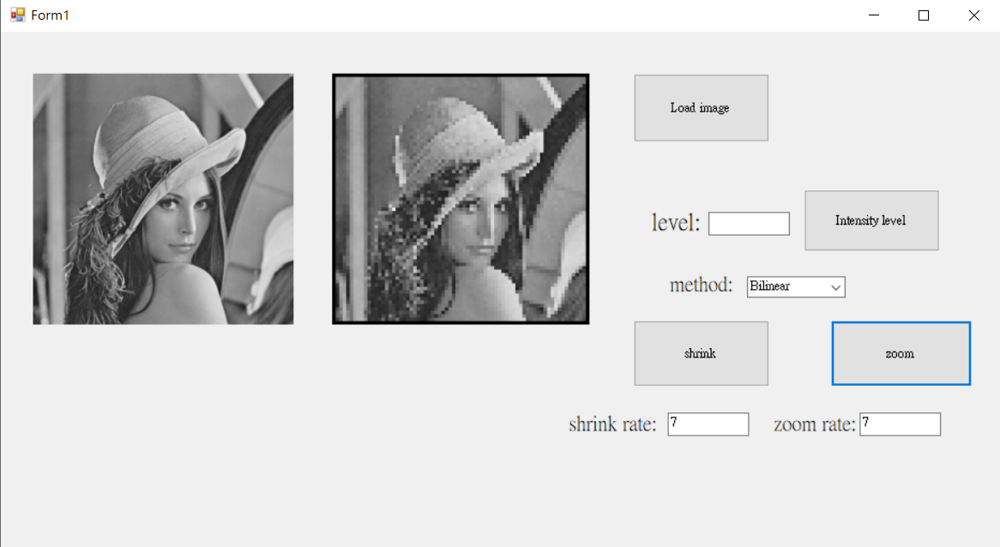 Form1
Load image
level:
Intensity level
method: Bilinear
shrink
zoom
shrink rate: 7
zoom rate: 7